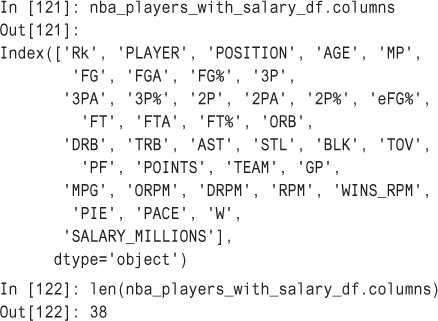 In [121]: nba_players_with_salary_df.columns
Out[121]:
Index(['Rk', 'PLAYER', 'POSITION', 'AGE', 'MP',
'FG', 'FGA', 'FG%', '3P',
'3PA', '3P%', '2P', '2PA', '2P%', 'eFG%',
'FT', 'FTA', 'FT%', 'ORB',
'DRB', 'TRB', 'AST', 'STL', 'BLK', 'TOV',
'PF', 'POINTS', 'TEAM', 'GP',
'MPG', 'ORPM', 'DRPM', 'RPM', 'WINS_RPM',
'PIE', 'PACE', 'W',
'SALARY_MILLIONS'],
dtype='object')
In [122]: len(nba_players_with_salary_df.columns)
Out[122]: 38